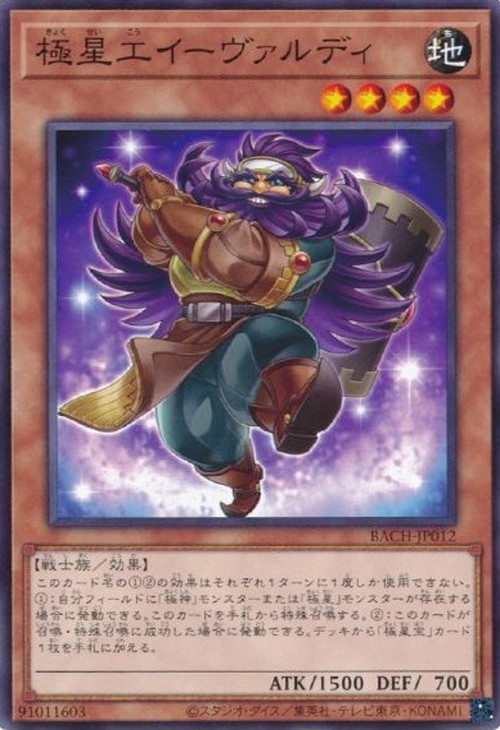 極星エイーヴァルディ
地
BACH-JP012
【戦士族／効果】
このカード名の①②の効果はそれぞれ１ターンに１度しか使用できない。
①：自分フィールドに「極神」モンスターまたは「極星」モンスターが存在する
場合に発動できる。このカードを手札から特殊召喚する。②：このカードが
召喚・特殊召喚に成功した場合に発動できる。デッキから「極星宝」カード
１枚を手札に加える。
ATK/1500 DEF/ 700
91011603 ©スタジオ・ダイス／集英社・テレビ東京・KONAMI